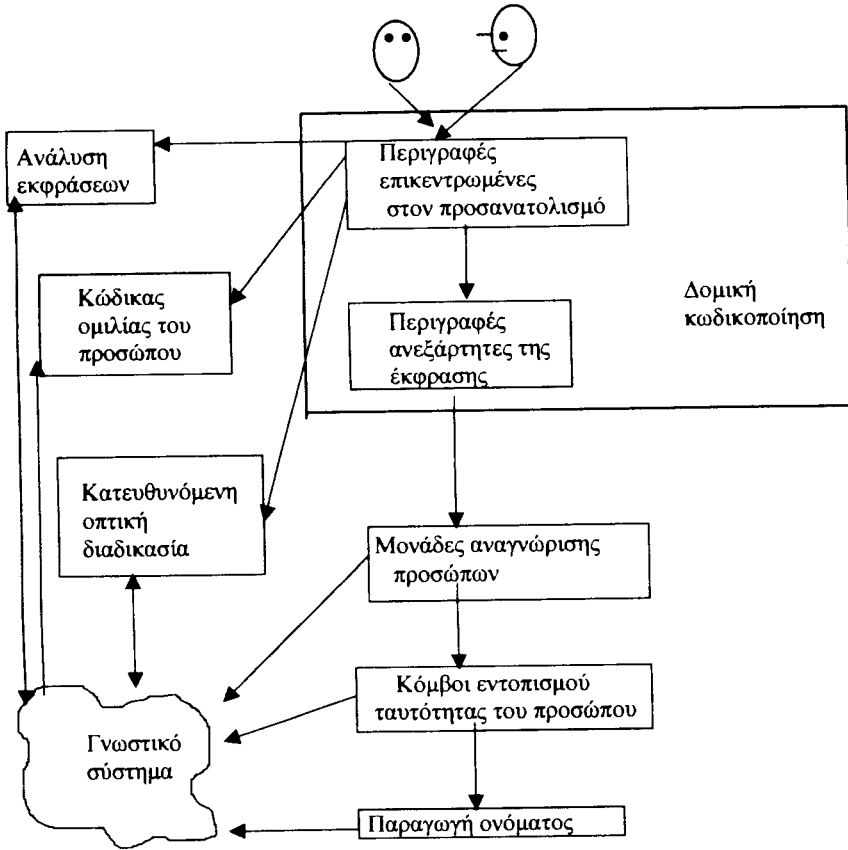 Ανάλυση
εκφράσεων
Περιγραφές
επικεντρωμένες
στον προσανατολισμό
Κώδικας
ομιλίας του
προσώπου
Περιγραφές
ανεξάρτητες της
έκφρασης
Δομική
κωδικοποίηση
Κατευθυνόμενη
οπτική
διαδικασία
Μονάδες αναγνώρισης
προσώπων
Κόμβοι εντοπισμού
ταυτότητας του προσώπου
Γνωστικό
σύστημα
Παραγωγή ονόματος